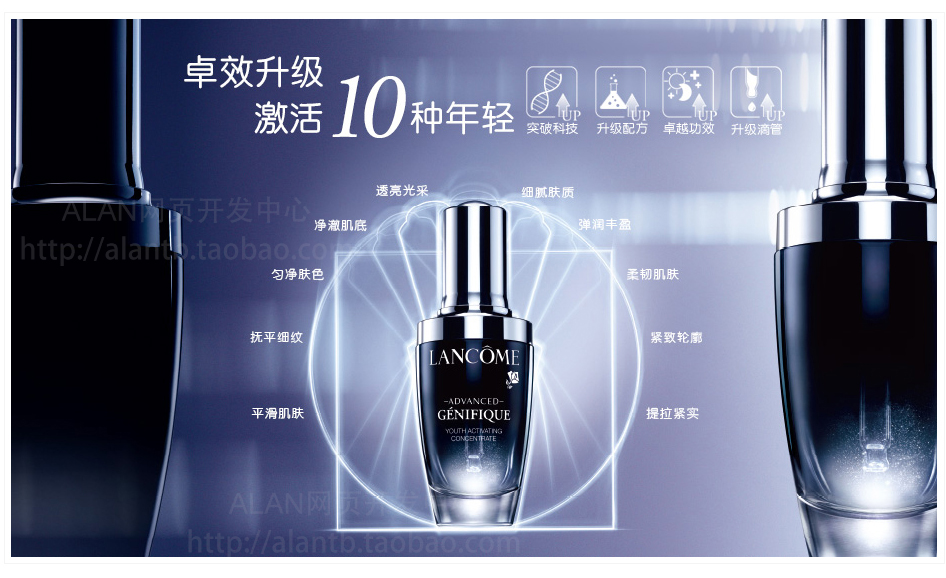 卓效升级
激活10种年轻
UP UP UP UP
突破科技 升级配方 卓越功效 升级滴管
透亮光采 细腻肤质
净澈肌底 弹润丰盈
匀净肤色 柔韧肌肤
抚平细纹 紧致轮廓
平滑肌肤 提拉紧实
LANCÔME
-ADVANCED-
GÉNIFIQUE
YOUTH ACTIVATING
CONCENTRATE
ALAN网页开发中心
http://alantb.taobao.com
ALAN网页开发
http://alantb.taobao.com